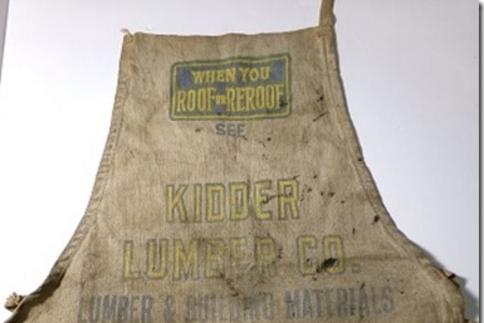 WHEN YOU
ROOF OR REROOF
SEE
KIDDER
LUMBER CO.
LUMBER & BUILDING MATERIALS